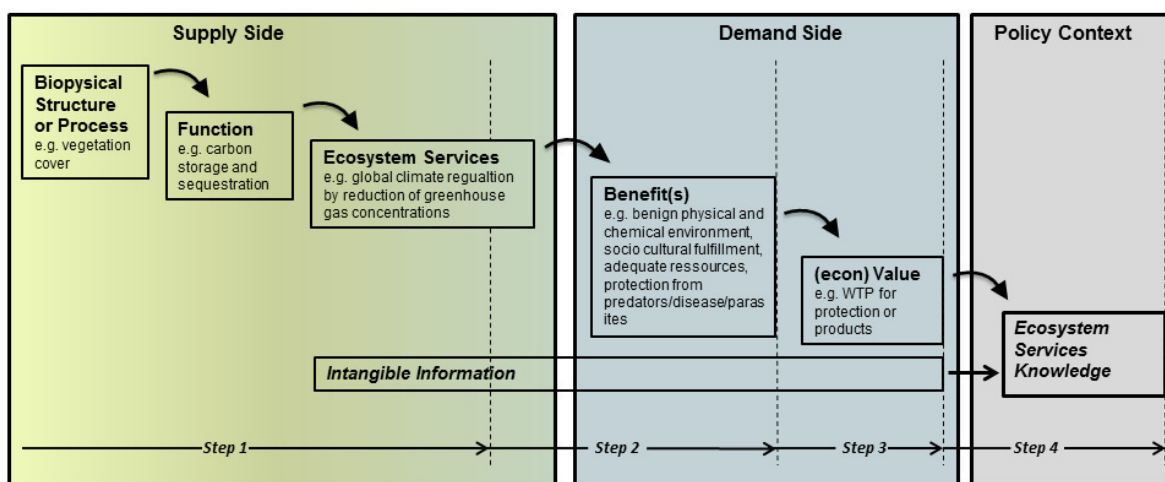 Supply Side
Demand Side
Policy Context
Biopysical
Structure
or Process
e.g. vegetation
cover
Function
e.g. carbon
storage and
sequestration
Ecosystem Services
e.g. global climate regualtion
by reduction of greenhouse
gas concentrations
Benefit(s)
e.g. benign physical and
chemical environment,
socio cultural fulfillment,
adequate ressources,
protection from
predators/disease/paras
ites
(econ) Value
e.g. WTP for
protection or
products
Ecosystem
Services
Knowledge
Intangible Information
Step 1
Step 2
Step 3
Step 4